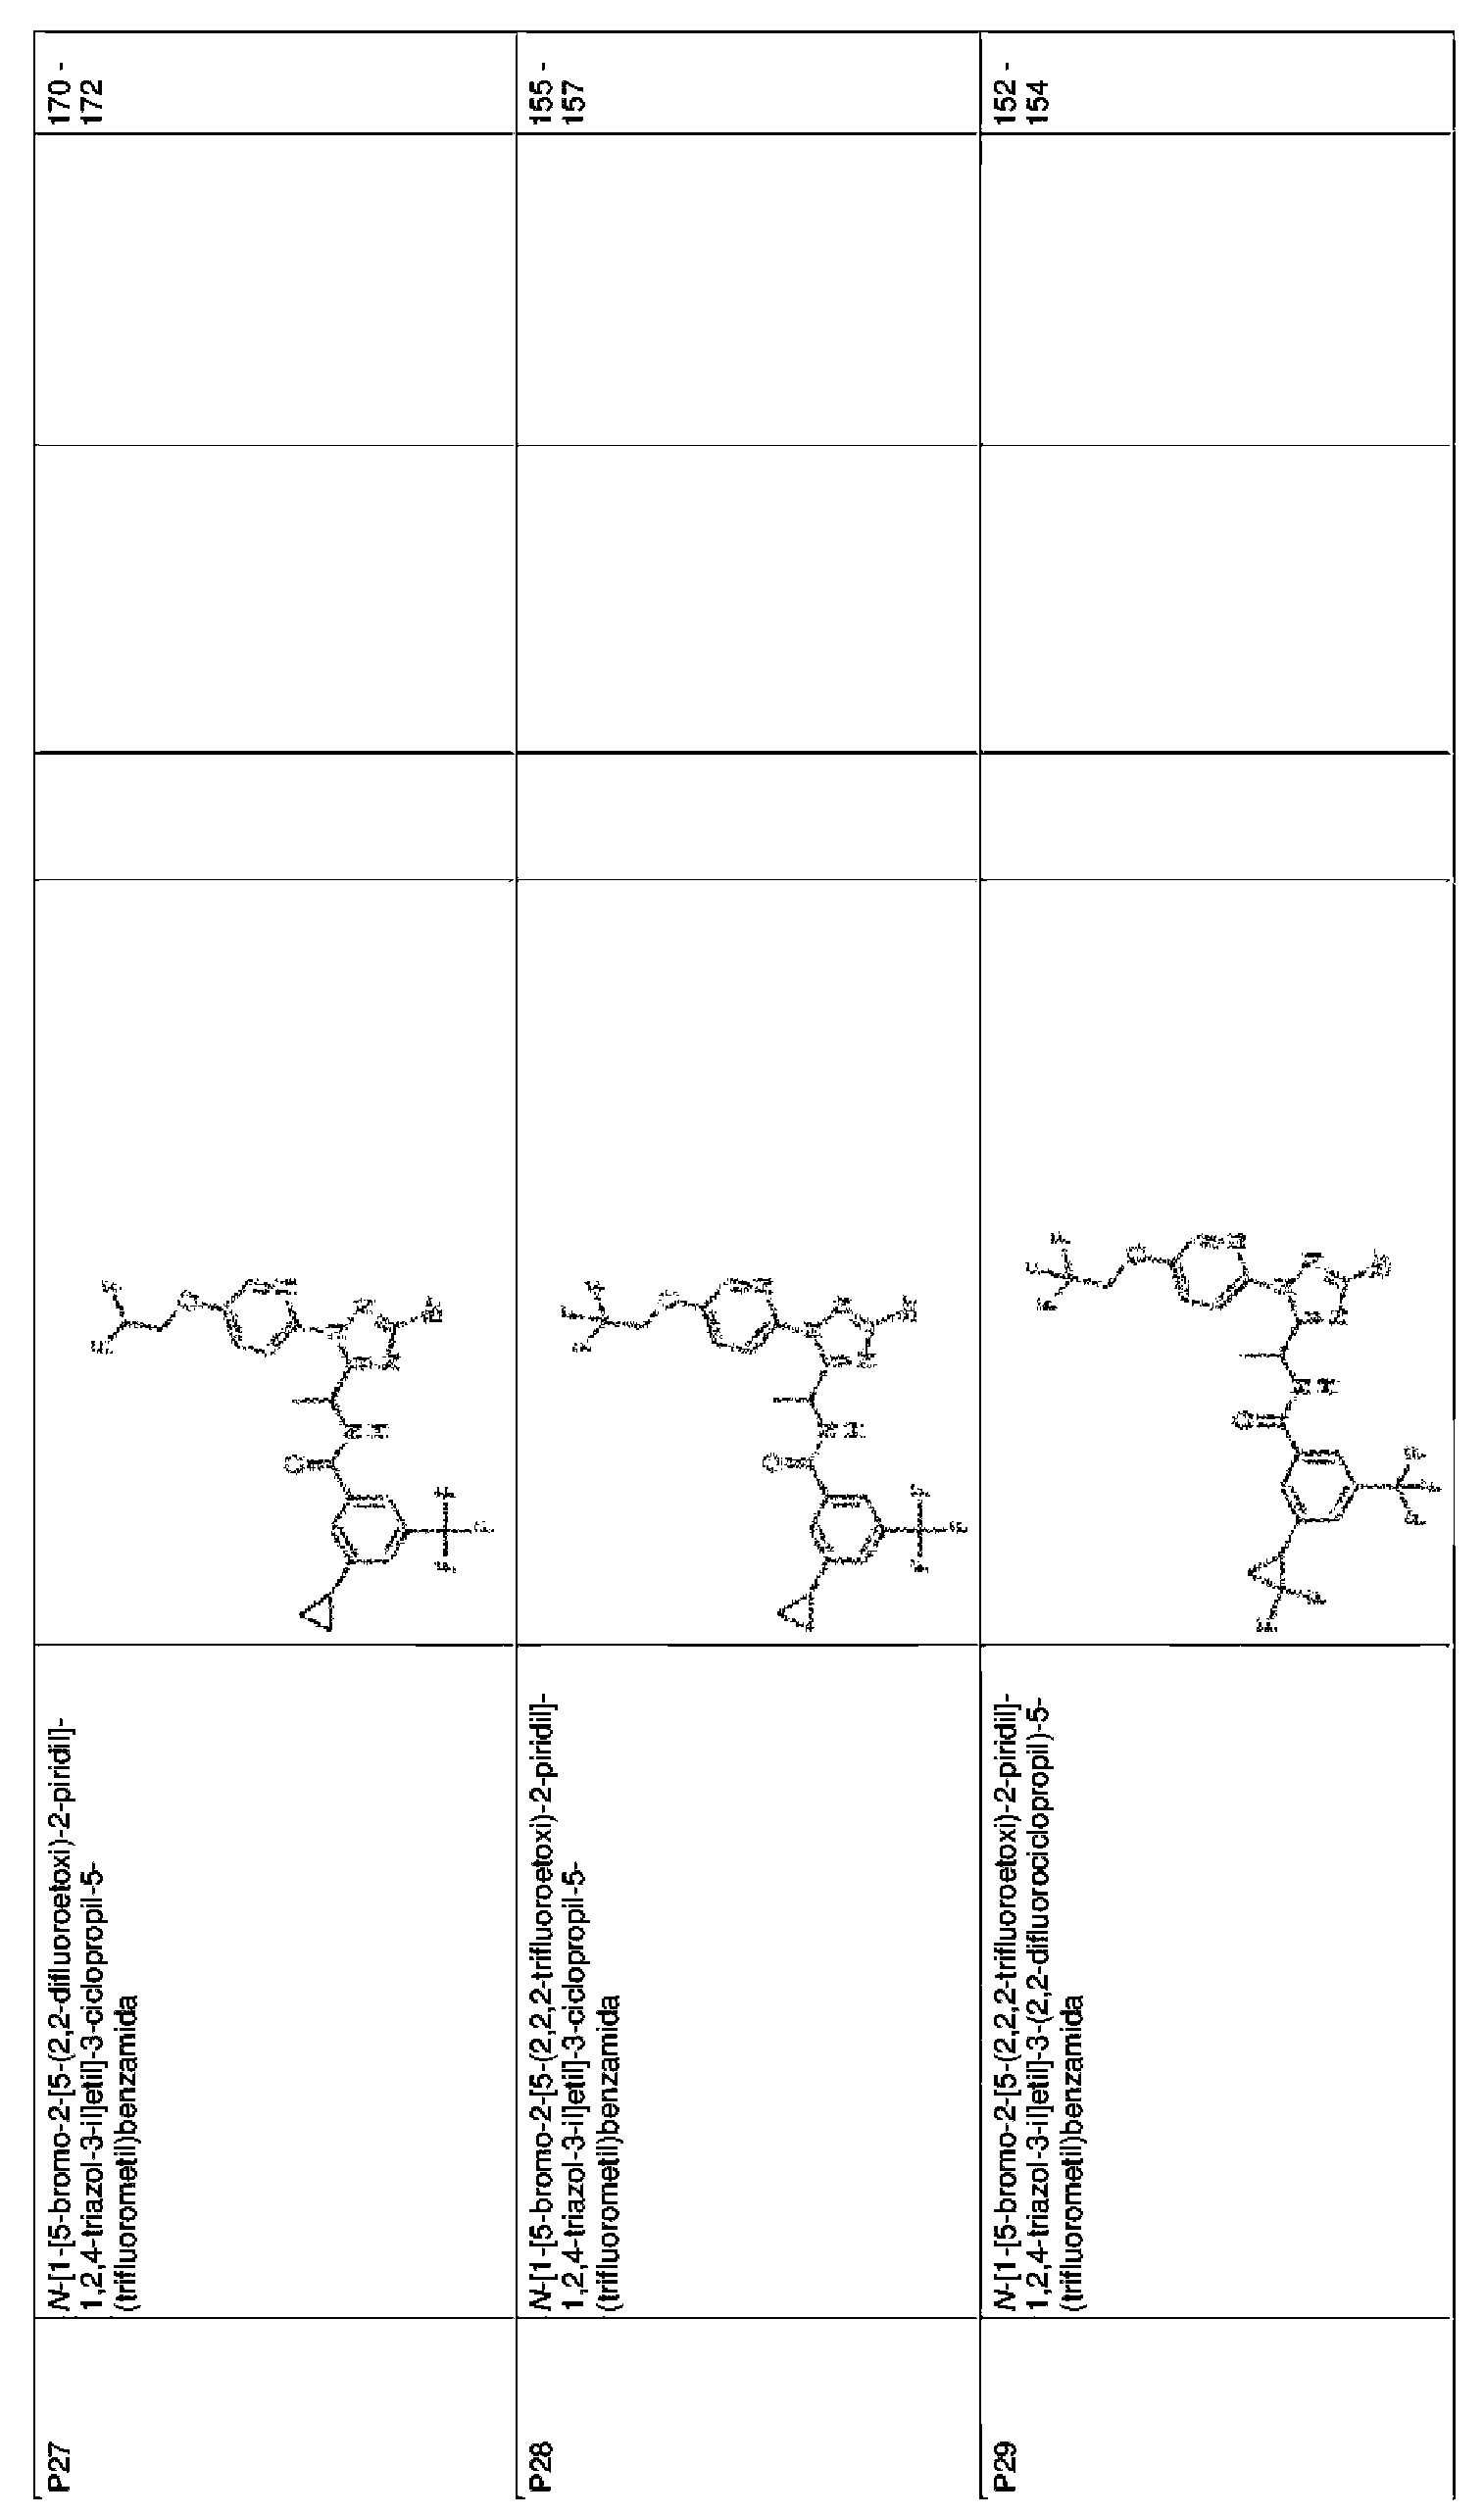 P27
N-[1-[5-bromo-2-[5-(2,2-difluoroetoxi)-2-piridil]-
1,2,4-triazol-3-il]etil]-3-ciclopropil-5-
(trifluorometil)benzamida
170 -
172
P28
N-[1-[5-bromo-2-[5-(2,2,2-trifluoroetoxi)-2-piridil]-
1,2,4-triazol-3-il]etil]-3-ciclopropil-5-
(trifluorometil)benzamida
155 -
157
P29
N-[1-[5-bromo-2-[5-(2,2,2-trifluoroetoxi)-2-piridil]-
1,2,4-triazol-3-il]etil]-3-(2,2-difluorociclopropil)-5-
(trifluorometil)benzamida
152 -
154